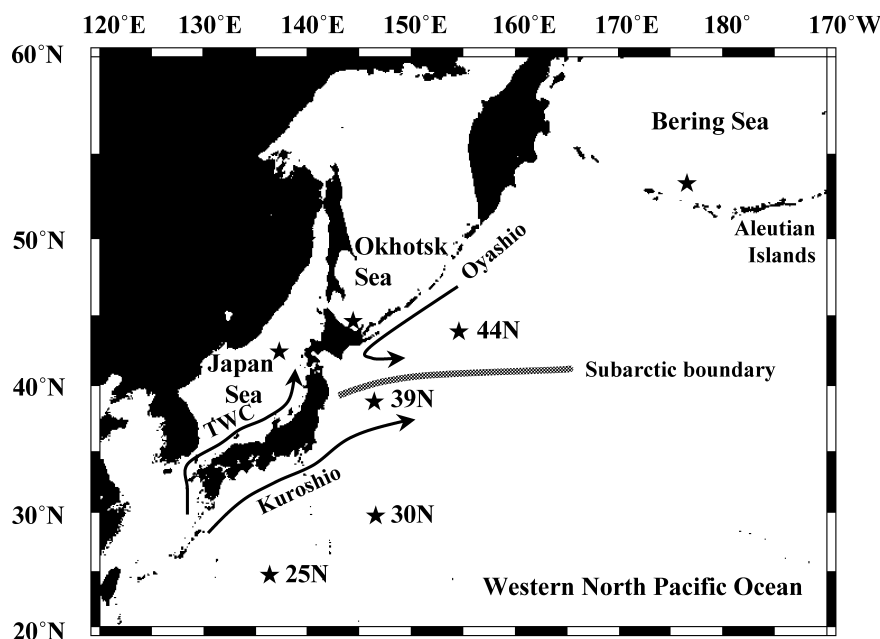 120°E 130°E 140°E 150°E 160°E 170°E 180° 170°W
60°N
Bering Sea
50°N
Aleutian
Islands
Okhotsk
Sea
Oyashio
44N
Japan
Sea
Subarctic boundary
40°N
39N
TWC
Kuroshio
30°N
30N
25N
Western North Pacific Ocean
20°N